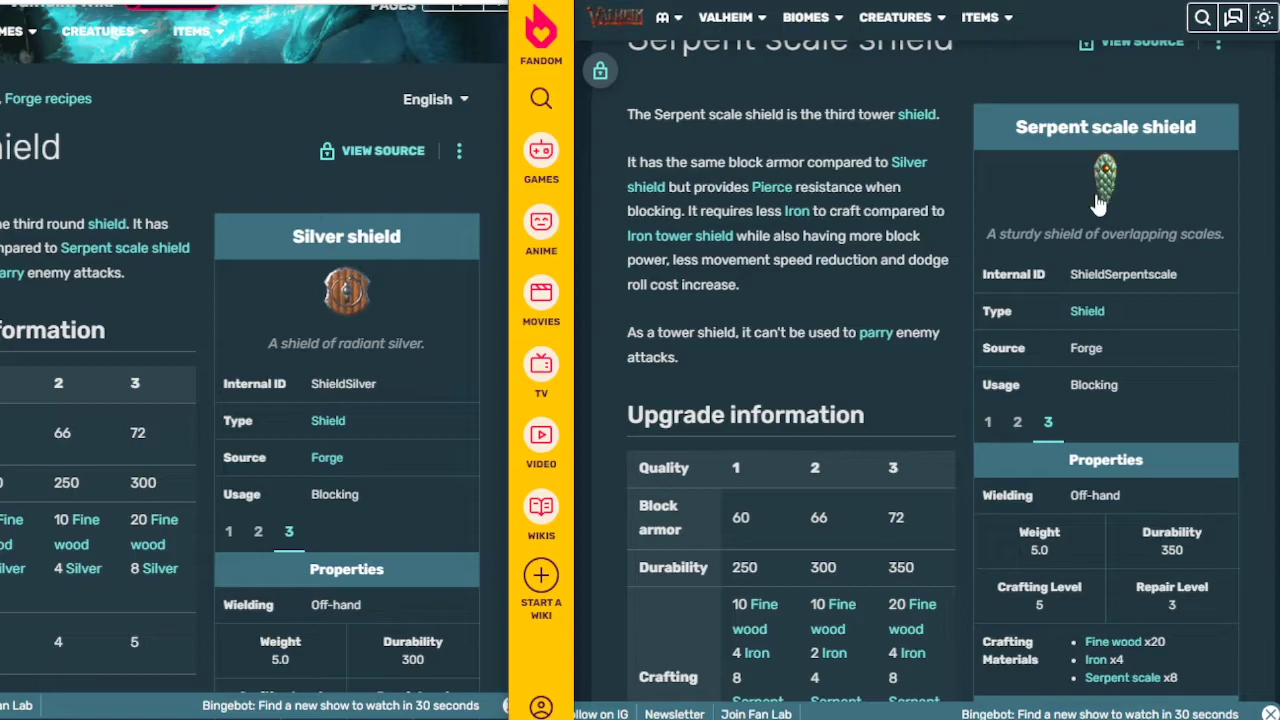 CREATURES
ITEMS
PAGES
, Forge recipes
English
VIEW SOURCE
he third round shield. It has
mpared to Serpent scale shield
arry enemy attacks.
2 3
66 72
250 300
10 Fine 20 Fine
wood wood
4 Silver 8 Silver
4 5
Silver shield
A shield of radiant silver.
Internal ID ShieldSilver
Type Shield
Source Forge
Usage Blocking
1 2 3
Properties
Wielding Off-hand
Weight Durability
5.0 300
an Lab
Bingebot: Find a new show to watch in 30 seconds
FANDOM
GAMES
ANIME
MOVIES
TV
VIDEO
WIKIS
START A
WIKI
VALHEIM
VALHEIM BIOMES CREATURES ITEMS
Serpent scale shield
VIEW SOURCE
The Serpent scale shield is the third tower shield.
It has the same block armor compared to Silver
shield but provides Pierce resistance when
blocking. It requires less Iron to craft compared to
Iron tower shield while also having more block
power, less movement speed reduction and dodge
roll cost increase.
As a tower shield, it can't be used to parry enemy
attacks.
Upgrade information
Quality 1 2 3
Block
armor 60 66 72
Durability 250 300 350
10 Fine 10 Fine 20 Fine
wood wood wood
4 Iron 2 Iron 4 Iron
Crafting 8 4 8
Serpent Serpent Serpent
Serpent scale shield
A sturdy shield of overlapping scales.
Internal ID ShieldSerpentscale
Type Shield
Source Forge
Usage Blocking
1 2 3
Properties
Wielding Off-hand
Weight Durability
5.0 350
Crafting Level Repair Level
5 3
Crafting
Materials
• Fine wood x20
• Iron x4
• Serpent scale x8
ollow on IG Newsletter Join Fan Lab
Bingebot: Find a new show to watch in 30 seconds